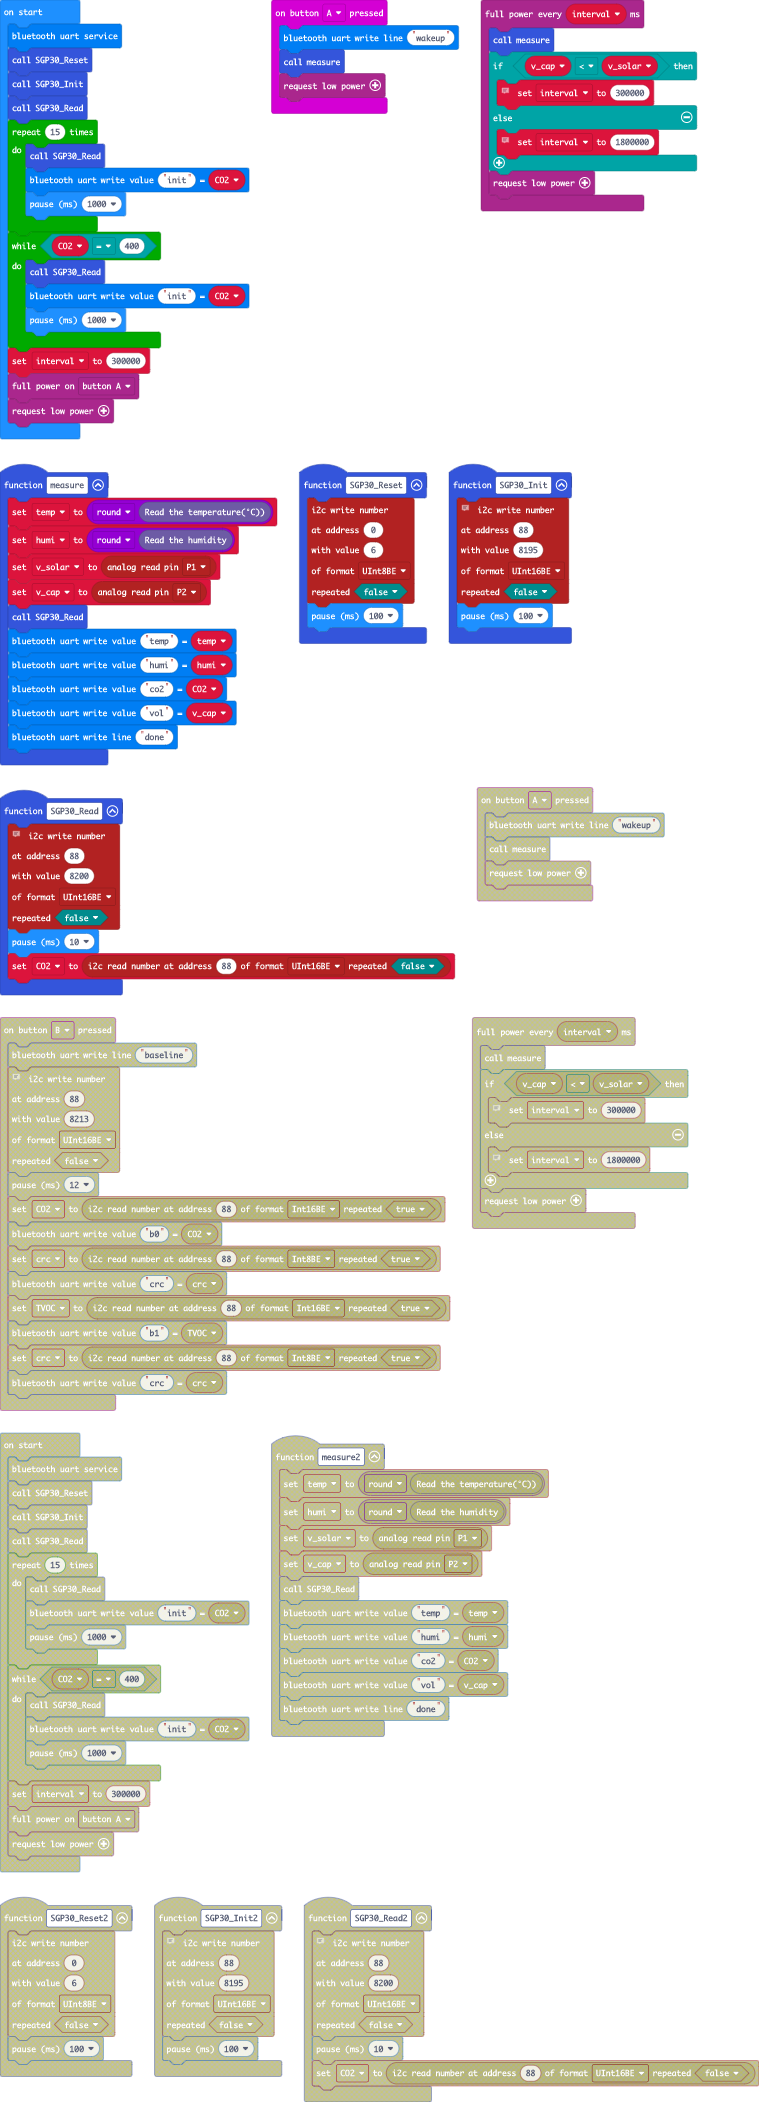 on start
bluetooth uart service
call SGP30_Reset
call SGP30_Init
call SGP30_Read
repeat 15 times
do
call SGP30_Read
bluetooth uart write value "init" = CO2
pause (ms) 1000
while CO2 = 400
do
call SGP30_Read
bluetooth uart write value "init" = CO2
pause (ms) 1000
set interval to 300000
full power on button A
request low power
on button A pressed
bluetooth uart write line "wakeup"
call measure
request low power
full power every interval ms
call measure
if v_cap < v_solar then
set interval to 300000
else
set interval to 1800000
request low power
function measure
set temp to round Read the temperature(℃))
set humi to round Read the humidity
set v_solar to analog read pin P1
set v_cap to analog read pin P2
call SGP30_Read
bluetooth uart write value "temp" = temp
bluetooth uart write value "humi" = humi
bluetooth uart write value "co2" = CO2
bluetooth uart write value "vol" = v_cap
bluetooth uart write line "done"
function SGP30_Reset
i2c write number
at address 0
with value 6
of format UInt8BE
repeated false
pause (ms) 100
function SGP30_Init
i2c write number
at address 88
with value 8195
of format UInt16BE
repeated false
pause (ms) 100
function SGP30_Read
i2c write number
at address 88
with value 8200
of format UInt16BE
repeated false
pause (ms) 10
set CO2 to i2c read number at address 88 of format UInt16BE repeated false
on button A pressed
bluetooth uart write line "wakeup"
call measure
request low power
on button B pressed
bluetooth uart write line "baseline"
i2c write number
at address 88
with value 8213
of format UInt16BE
repeated false
pause (ms) 12
set CO2 to i2c read number at address 88 of format Int16BE repeated true
bluetooth uart write value "b0" = CO2
set crc to i2c read number at address 88 of format Int8BE repeated true
bluetooth uart write value "crc" = crc
set TVOC to i2c read number at address 88 of format Int16BE repeated true
bluetooth uart write value "b1" = TVOC
set crc to i2c read number at address 88 of format Int8BE repeated true
bluetooth uart write value "crc" = crc
full power every interval ms
call measure
if v_cap < v_solar then
set interval to 300000
else
set interval to 1800000
request low power
on start
bluetooth uart service
call SGP30_Reset
call SGP30_Init
call SGP30_Read
repeat 15 times
do
call SGP30_Read
bluetooth uart write value "init" = CO2
pause (ms) 1000
while CO2 = 400
do
call SGP30_Read
bluetooth uart write value "init" = CO2
pause (ms) 1000
set interval to 300000
full power on button A
request low power
function measure2
set temp to round Read the temperature(℃))
set humi to round Read the humidity
set v_solar to analog read pin P1
set v_cap to analog read pin P2
call SGP30_Read
bluetooth uart write value "temp" = temp
bluetooth uart write value "humi" = humi
bluetooth uart write value "co2" = CO2
bluetooth uart write value "vol" = v_cap
bluetooth uart write line "done"
function SGP30_Reset2
i2c write number
at address 0
with value 6
of format UInt8BE
repeated false
pause (ms) 100
function SGP30_Init2
i2c write number
at address 88
with value 8195
of format UInt16BE
repeated false
pause (ms) 100
function SGP30_Read2
i2c write number
at address 88
with value 8200
of format UInt16BE
repeated false
pause (ms) 10
set CO2 to i2c read number at address 88 of format UInt16BE repeated false